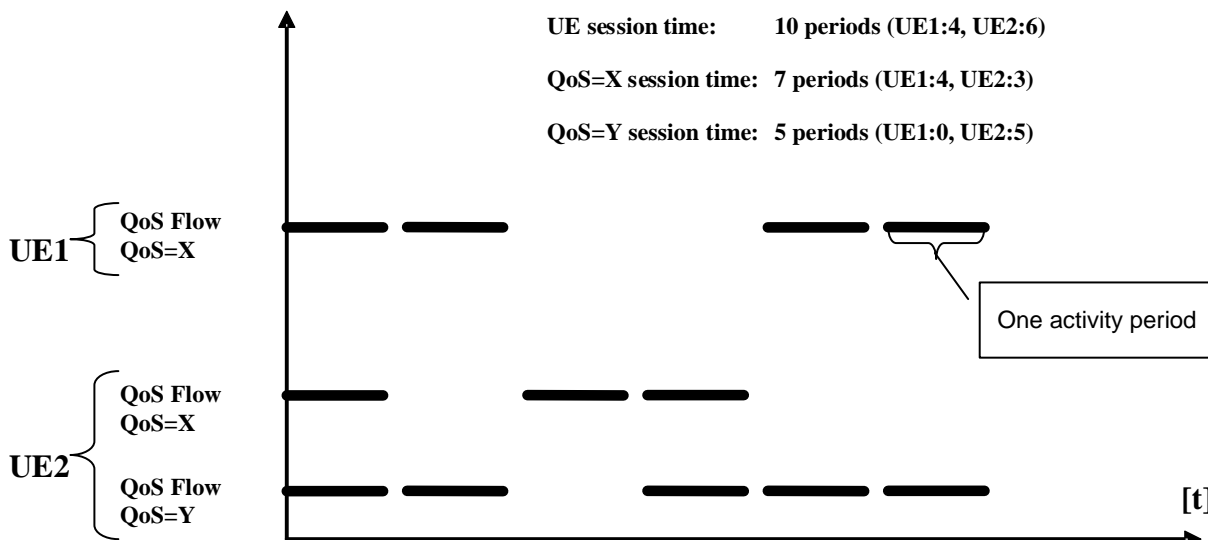 UE session time: 10 periods (UE1:4, UE2:6)
QoS=X session time: 7 periods (UE1:4, UE2:3)
QoS=Y session time: 5 periods (UE1:0, UE2:5)
UE1
QoS Flow
QoS=X
One activity period
UE2
QoS Flow
QoS=X
QoS Flow
QoS=Y
[t]